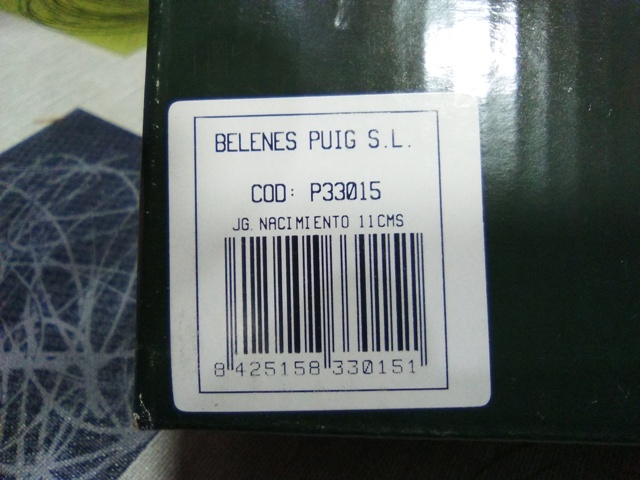 BELENES PUIG S.L.
COD: P33015
JG. NACIMIENTO 11CMS
8 425158 330151